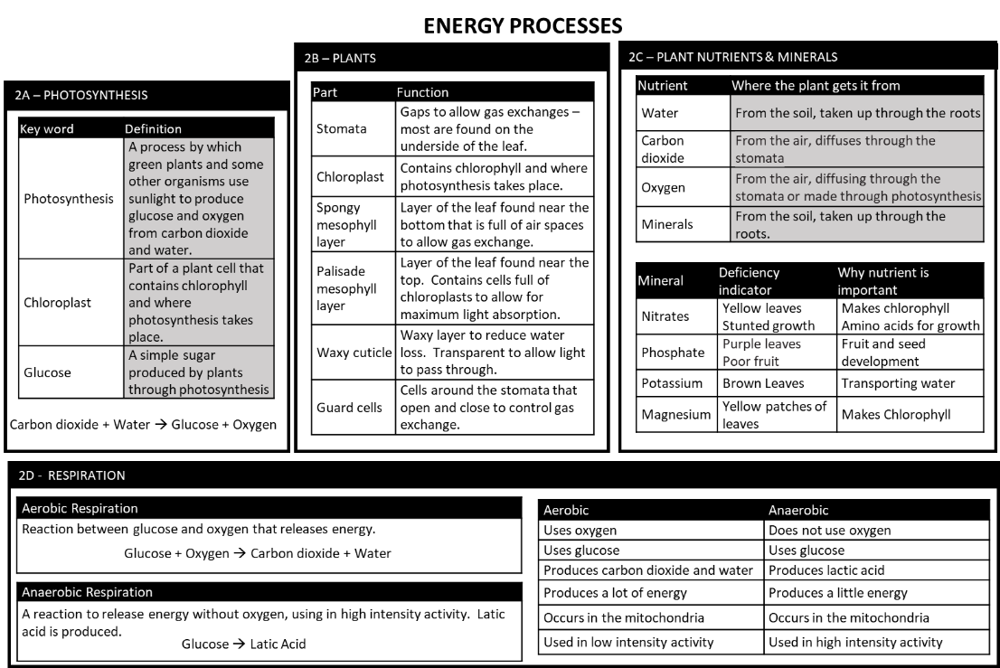 ENERGY PROCESSES
2A – PHOTOSYNTHESIS
Key word Definition
Photosynthesis
A process by which
green plants and some
other organisms use
sunlight to produce
glucose and oxygen
from carbon dioxide
and water.
Chloroplast
Part of a plant cell that
contains chlorophyll
and where
photosynthesis takes
place.
Glucose
A simple sugar
produced by plants
through photosynthesis
Carbon dioxide + Water → Glucose + Oxygen
2B – PLANTS
Part Function
Stomata
Gaps to allow gas exchanges –
most are found on the
underside of the leaf.
Chloroplast
Contains chlorophyll and where
photosynthesis takes place.
Spongy
mesophyll
layer
Layer of the leaf found near the
bottom that is full of air spaces
to allow gas exchange.
Palisade
mesophyll
layer
Layer of the leaf found near the
top. Contains cells full of
chloroplasts to allow for
maximum light absorption.
Waxy cuticle
Waxy layer to reduce water
loss. Transparent to allow light
to pass through.
Guard cells
Cells around the stomata that
open and close to control gas
exchange.
2C – PLANT NUTRIENTS & MINERALS
Nutrient Where the plant gets it from
Water From the soil, taken up through the roots
Carbon
dioxide
From the air, diffuses through the
stomata
Oxygen
From the air, diffusing through the
stomata or made through photosynthesis
Minerals
From the soil, taken up through the
roots.
Mineral
Deficiency
indicator
Why nutrient is
important
Nitrates
Yellow leaves
Stunted growth
Makes chlorophyll
Amino acids for growth
Phosphate
Purple leaves
Poor fruit
Fruit and seed
development
Potassium Brown Leaves Transporting water
Magnesium
Yellow patches of
leaves
Makes Chlorophyll
2D - RESPIRATION
Aerobic Respiration
Reaction between glucose and oxygen that releases energy.
Glucose + Oxygen → Carbon dioxide + Water
Anaerobic Respiration
A reaction to release energy without oxygen, using in high intensity activity. Latic
acid is produced.
Glucose → Latic Acid
Aerobic Anaerobic
Uses oxygen Does not use oxygen
Uses glucose Uses glucose
Produces carbon dioxide and water Produces lactic acid
Produces a lot of energy Produces a little energy
Occurs in the mitochondria Occurs in the mitochondria
Used in low intensity activity Used in high intensity activity